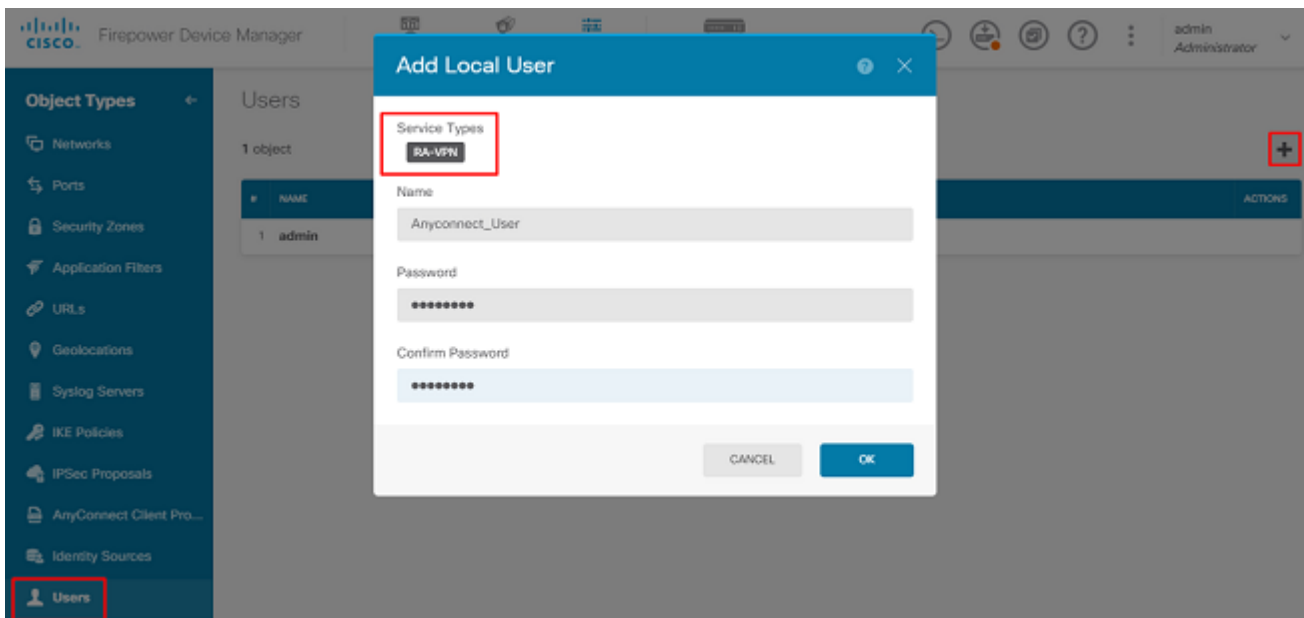 CISCO. Firepower Device Manager
admin
Administrator
Object Types
Networks
Ports
Security Zones
Application Filters
URLs
Geolocations
Syslog Servers
IKE Policies
IPSec Proposals
AnyConnect Client Pro...
Identity Sources
Users
Users
1 object
# NAME ACTIONS
1 admin
Add Local User
Service Types
RA-VPN
Name
Anyconnect_User
Password
Confirm Password
CANCEL OK